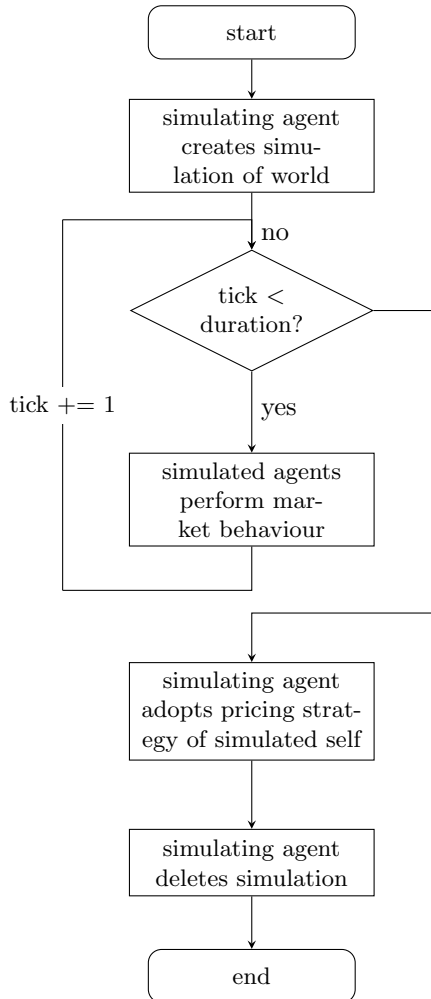 start
simulating agent
creates simu-
lation of world
no
tick <
duration?
tick += 1
yes
simulated agents
perform mar-
ket behaviour
simulating agent
adopts pricing strat-
egy of simulated self
simulating agent
deletes simulation
end